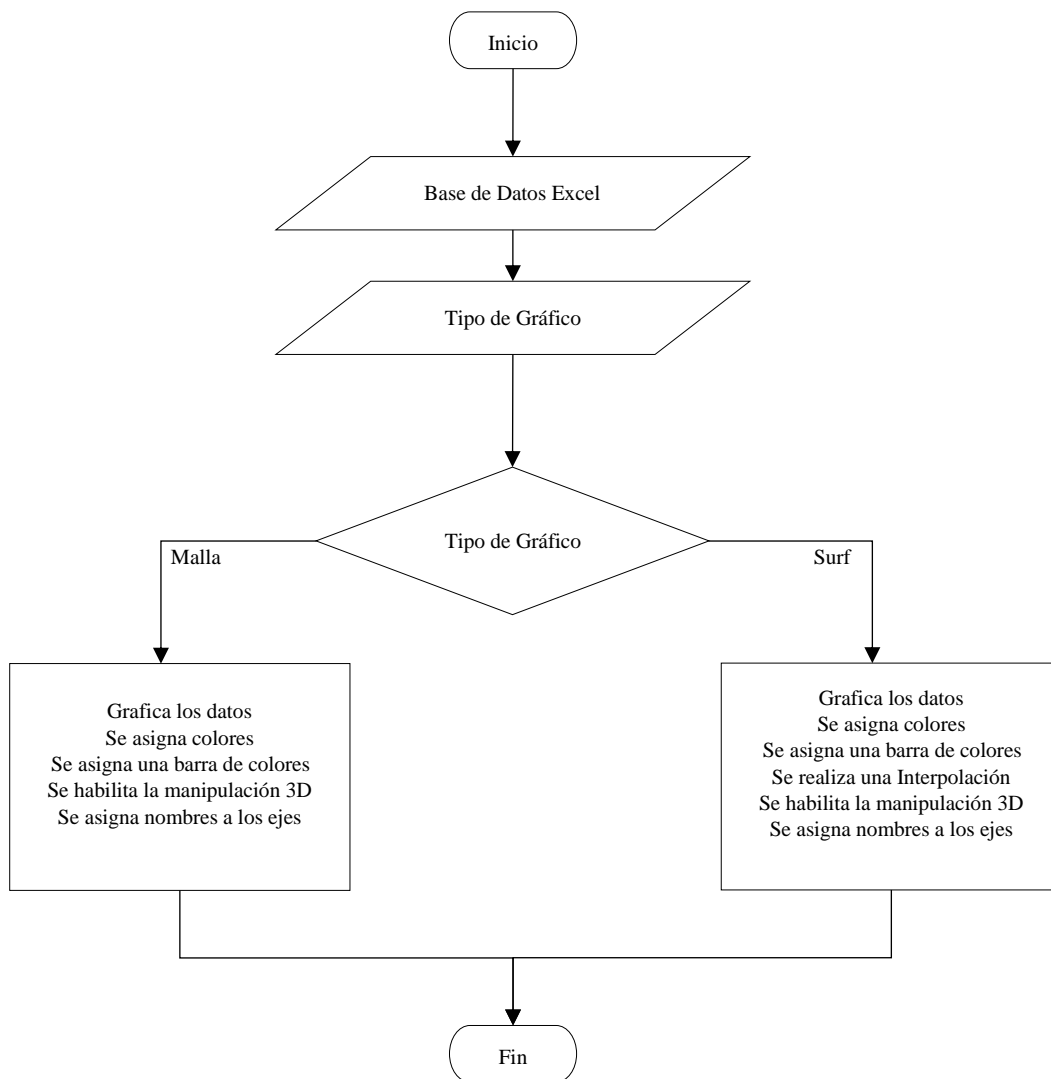 Inicio
Base de Datos Excel
Tipo de Gráfico
Tipo de Gráfico
Malla
Surf
Grafica los datos
Se asigna colores
Se asigna una barra de colores
Se habilita la manipulación 3D
Se asigna nombres a los ejes
Grafica los datos
Se asigna colores
Se asigna una barra de colores
Se realiza una Interpolación
Se habilita la manipulación 3D
Se asigna nombres a los ejes
Fin